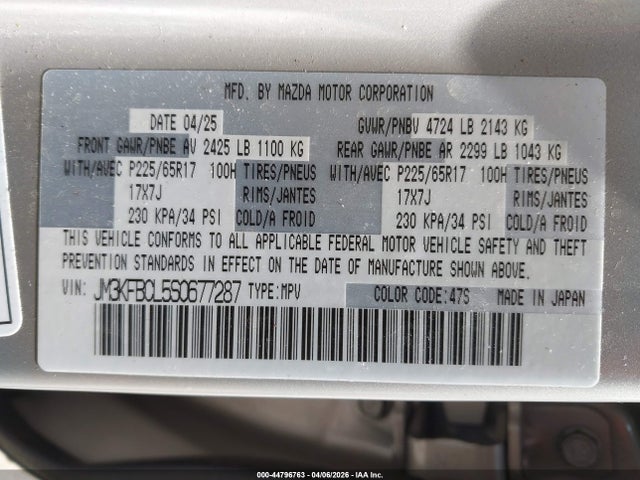 MFD. BY MAZDA MOTOR CORPORATION
DATE 04/25 GVWR/PNBV 4724 LB 2143 KG
FRONT GAWR/PNBE AV 2425 LB 1100 KG REAR GAWR/PNBE AR 2299 LB 1043 KG
WITH/AVEC P225/65R17 100H TIRES/PNEUS WITH/AVEC P225/65R17 100H TIRES/PNEUS
17X7J RIMS/JANTES 17X7J RIMS/JANTES
230 KPA/34 PSI COLD/A FROID 230 KPA/34 PSI COLD/A FROID
THIS VEHICLE CONFORMS TO ALL APPLICABLE FEDERAL MOTOR VEHICLE SAFETY AND THEFT
PREVENTION STANDARDS IN EFFECT ON THE DATE OF MANUFACTURE SHOWN ABOVE.
VIN: JM3KFBCL5S0677287 TYPE:MPV COLOR CODE:47S MADE IN JAPAN
000-44796763 | 04/06/2026 | IAA Inc.